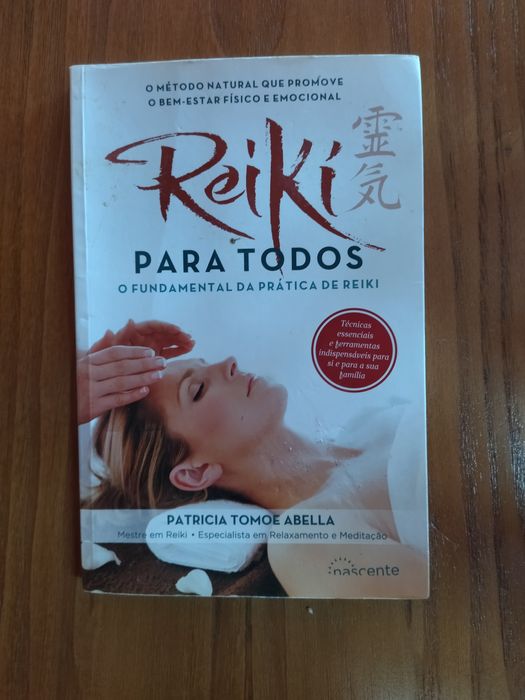 O MÉTODO NATURAL QUE PROMOVE
O BEM-ESTAR FÍSICO E EMOCIONAL
Reiki
靈
気
PARA TODOS
O FUNDAMENTAL DA PRÁTICA DE REIKI
Técnicas
essenciais
e ferramentas
indispensáveis para
si e para a sua
família
PATRICIA TOMOE ABELLA
Mestre em Reiki • Especialista em Relaxamento e Meditação
nascente